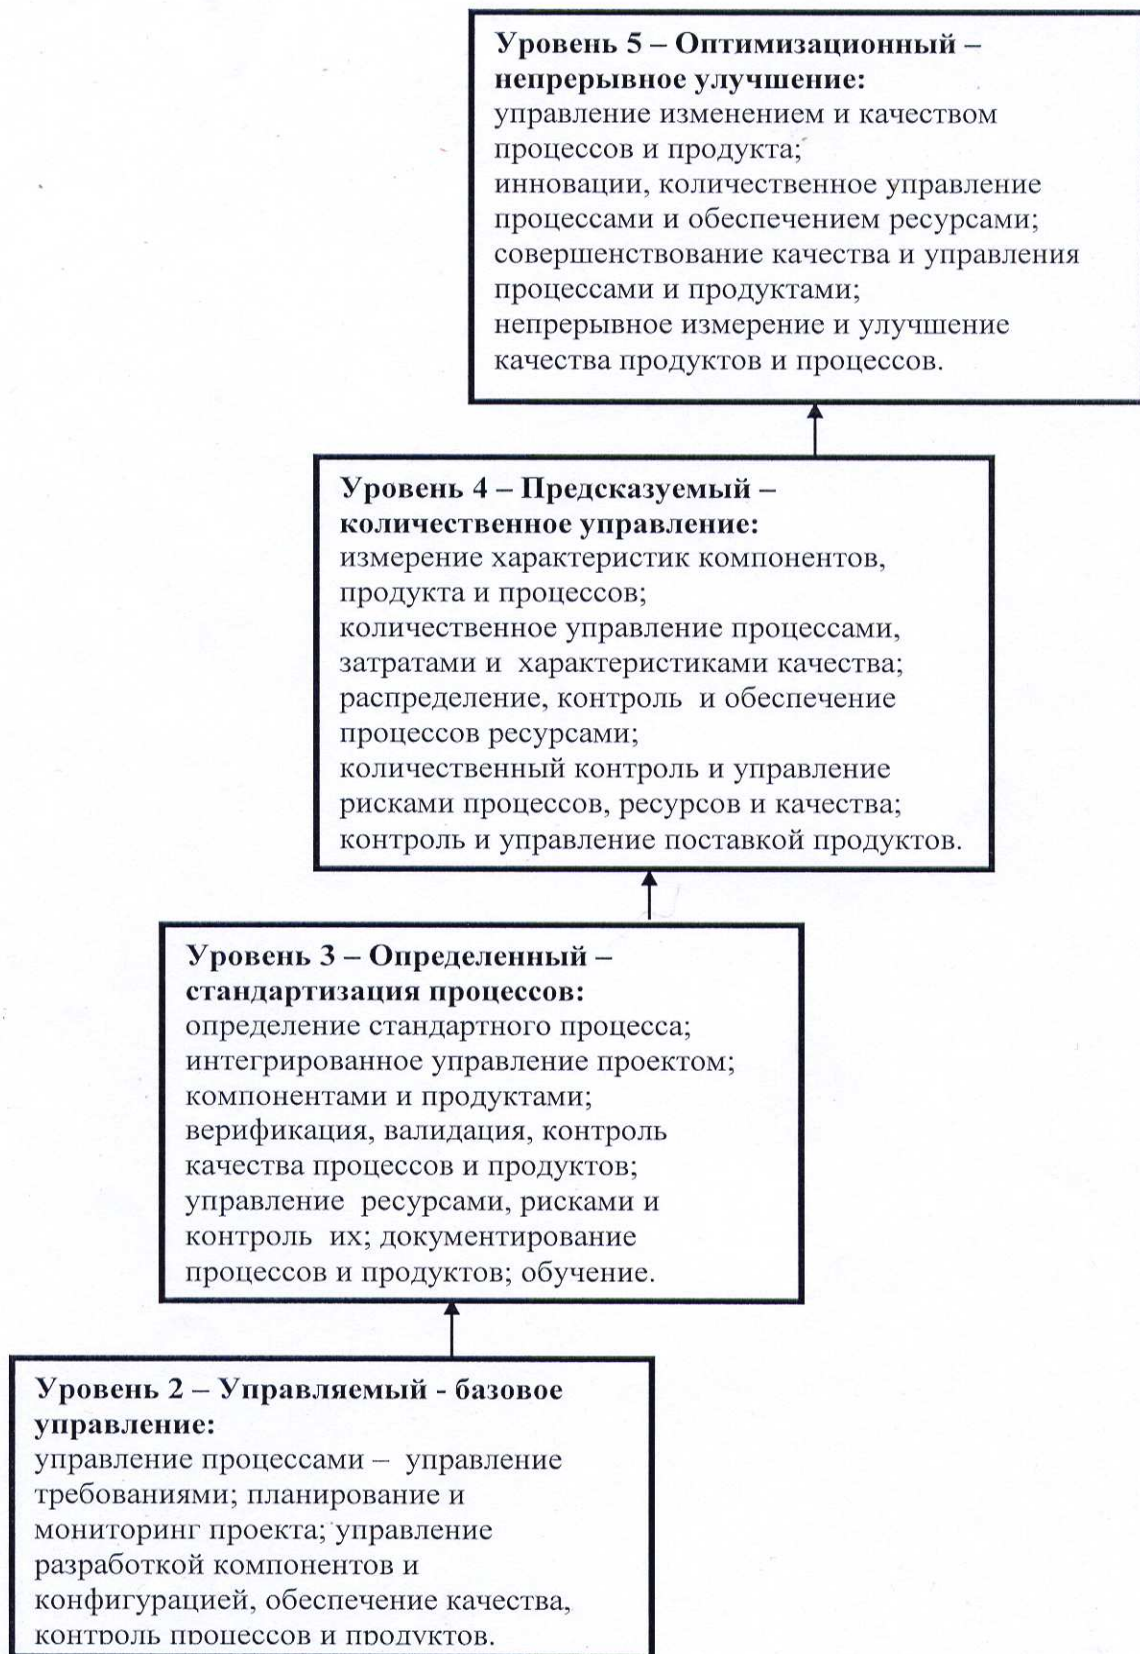 Уровень 5 – Оптимизационный –
непрерывное улучшение:
управление изменением и качеством
процессов и продукта;
инновации, количественное управление
процессами и обеспечением ресурсами;
совершенствование качества и управления
процессами и продуктами;
непрерывное измерение и улучшение
качества продуктов и процессов.
Уровень 4 – Предсказуемый –
количественное управление:
измерение характеристик компонентов,
продукта и процессов;
количественное управление процессами,
затратами и характеристиками качества;
распределение, контроль и обеспечение
процессов ресурсами;
количественный контроль и управление
рисками процессов, ресурсов и качества;
контроль и управление поставкой продуктов.
Уровень 3 – Определенный –
стандартизация процессов:
определение стандартного процесса;
интегрированное управление проектом;
компонентами и продуктами;
верификация, валидация, контроль
качества процессов и продуктов;
управление ресурсами, рисками и
контроль их; документирование
процессов и продуктов; обучение.
Уровень 2 – Управляемый - базовое
управление:
управление процессами – управление
требованиями; планирование и
мониторинг проекта; управление
разработкой компонентов и
конфигурацией, обеспечение качества,
контроль процессов и продуктов.